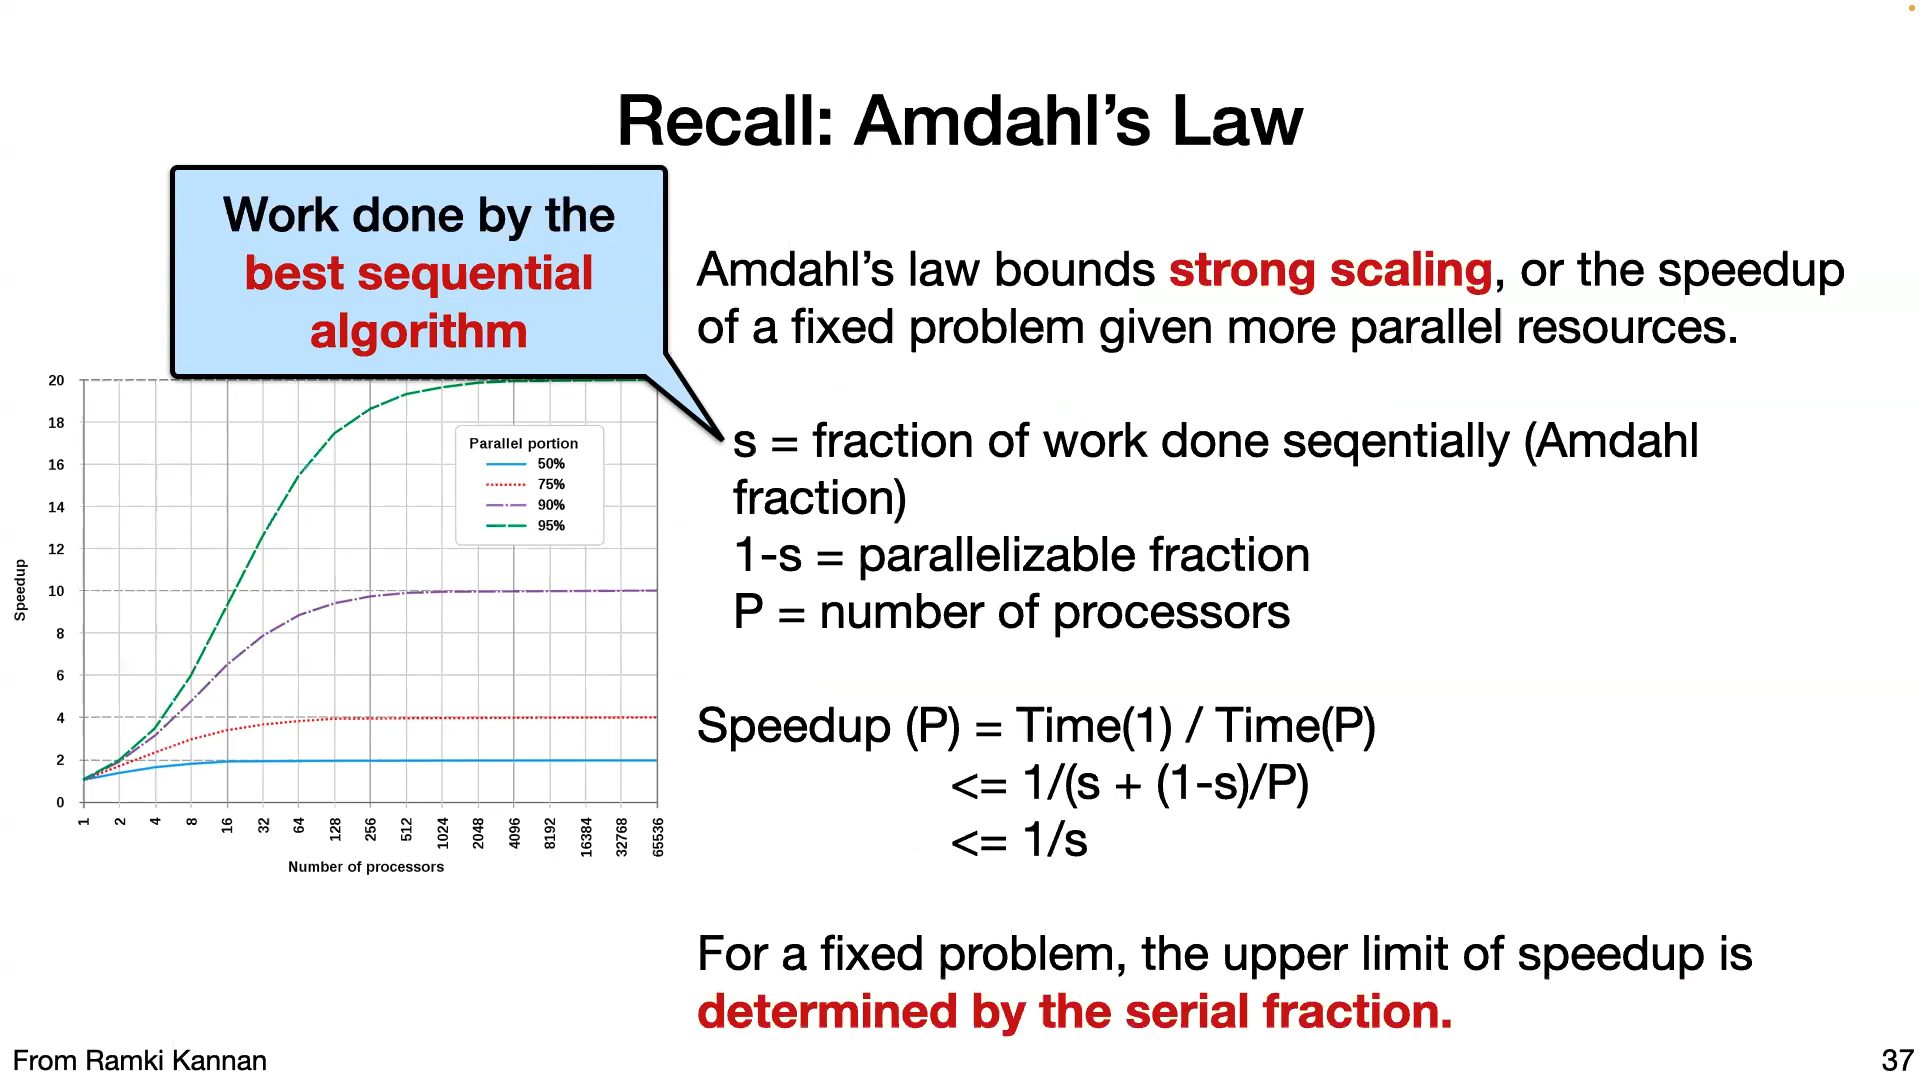 Recall: Amdahl’s Law
Work done by the
best sequential
algorithm
Amdahl’s law bounds strong scaling, or the speedup
of a fixed problem given more parallel resources.
s = fraction of work done seqentially (Amdahl
fraction)
1-s = parallelizable fraction
P = number of processors
Speedup (P) = Time(1) / Time(P)
<= 1/(s + (1-s)/P)
<= 1/s
For a fixed problem, the upper limit of speedup is
determined by the serial fraction.
20
18
16
14
12
10
8
6
4
2
0
Speedup
Parallel portion
50%
75%
90%
95%
1
2
4
8
16
32
64
128
256
512
1024
2048
4096
8192
16384
32768
65536
Number of processors
From Ramki Kannan
37